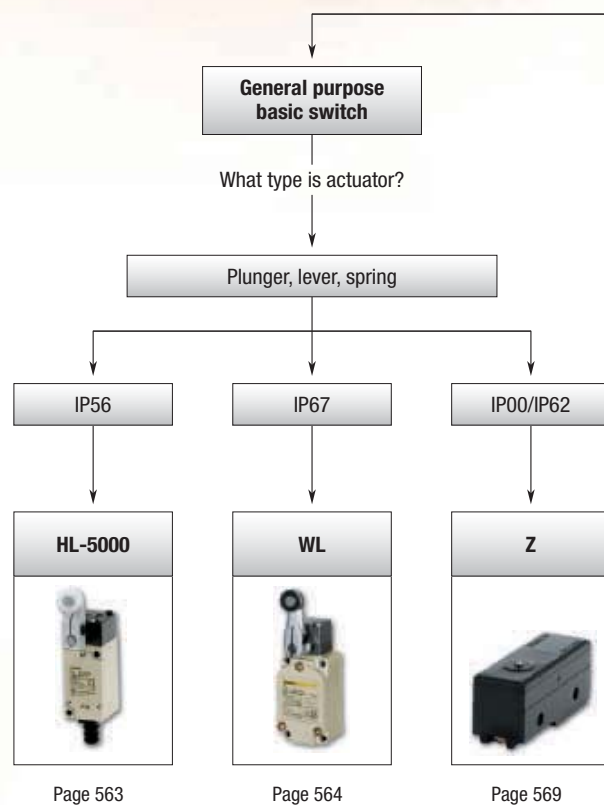 General purpose
basic switch
What type is actuator?
Plunger, lever, spring
IP56
IP67
IP00/IP62
HL-5000
WL
Z
Page 563
Page 564
Page 569